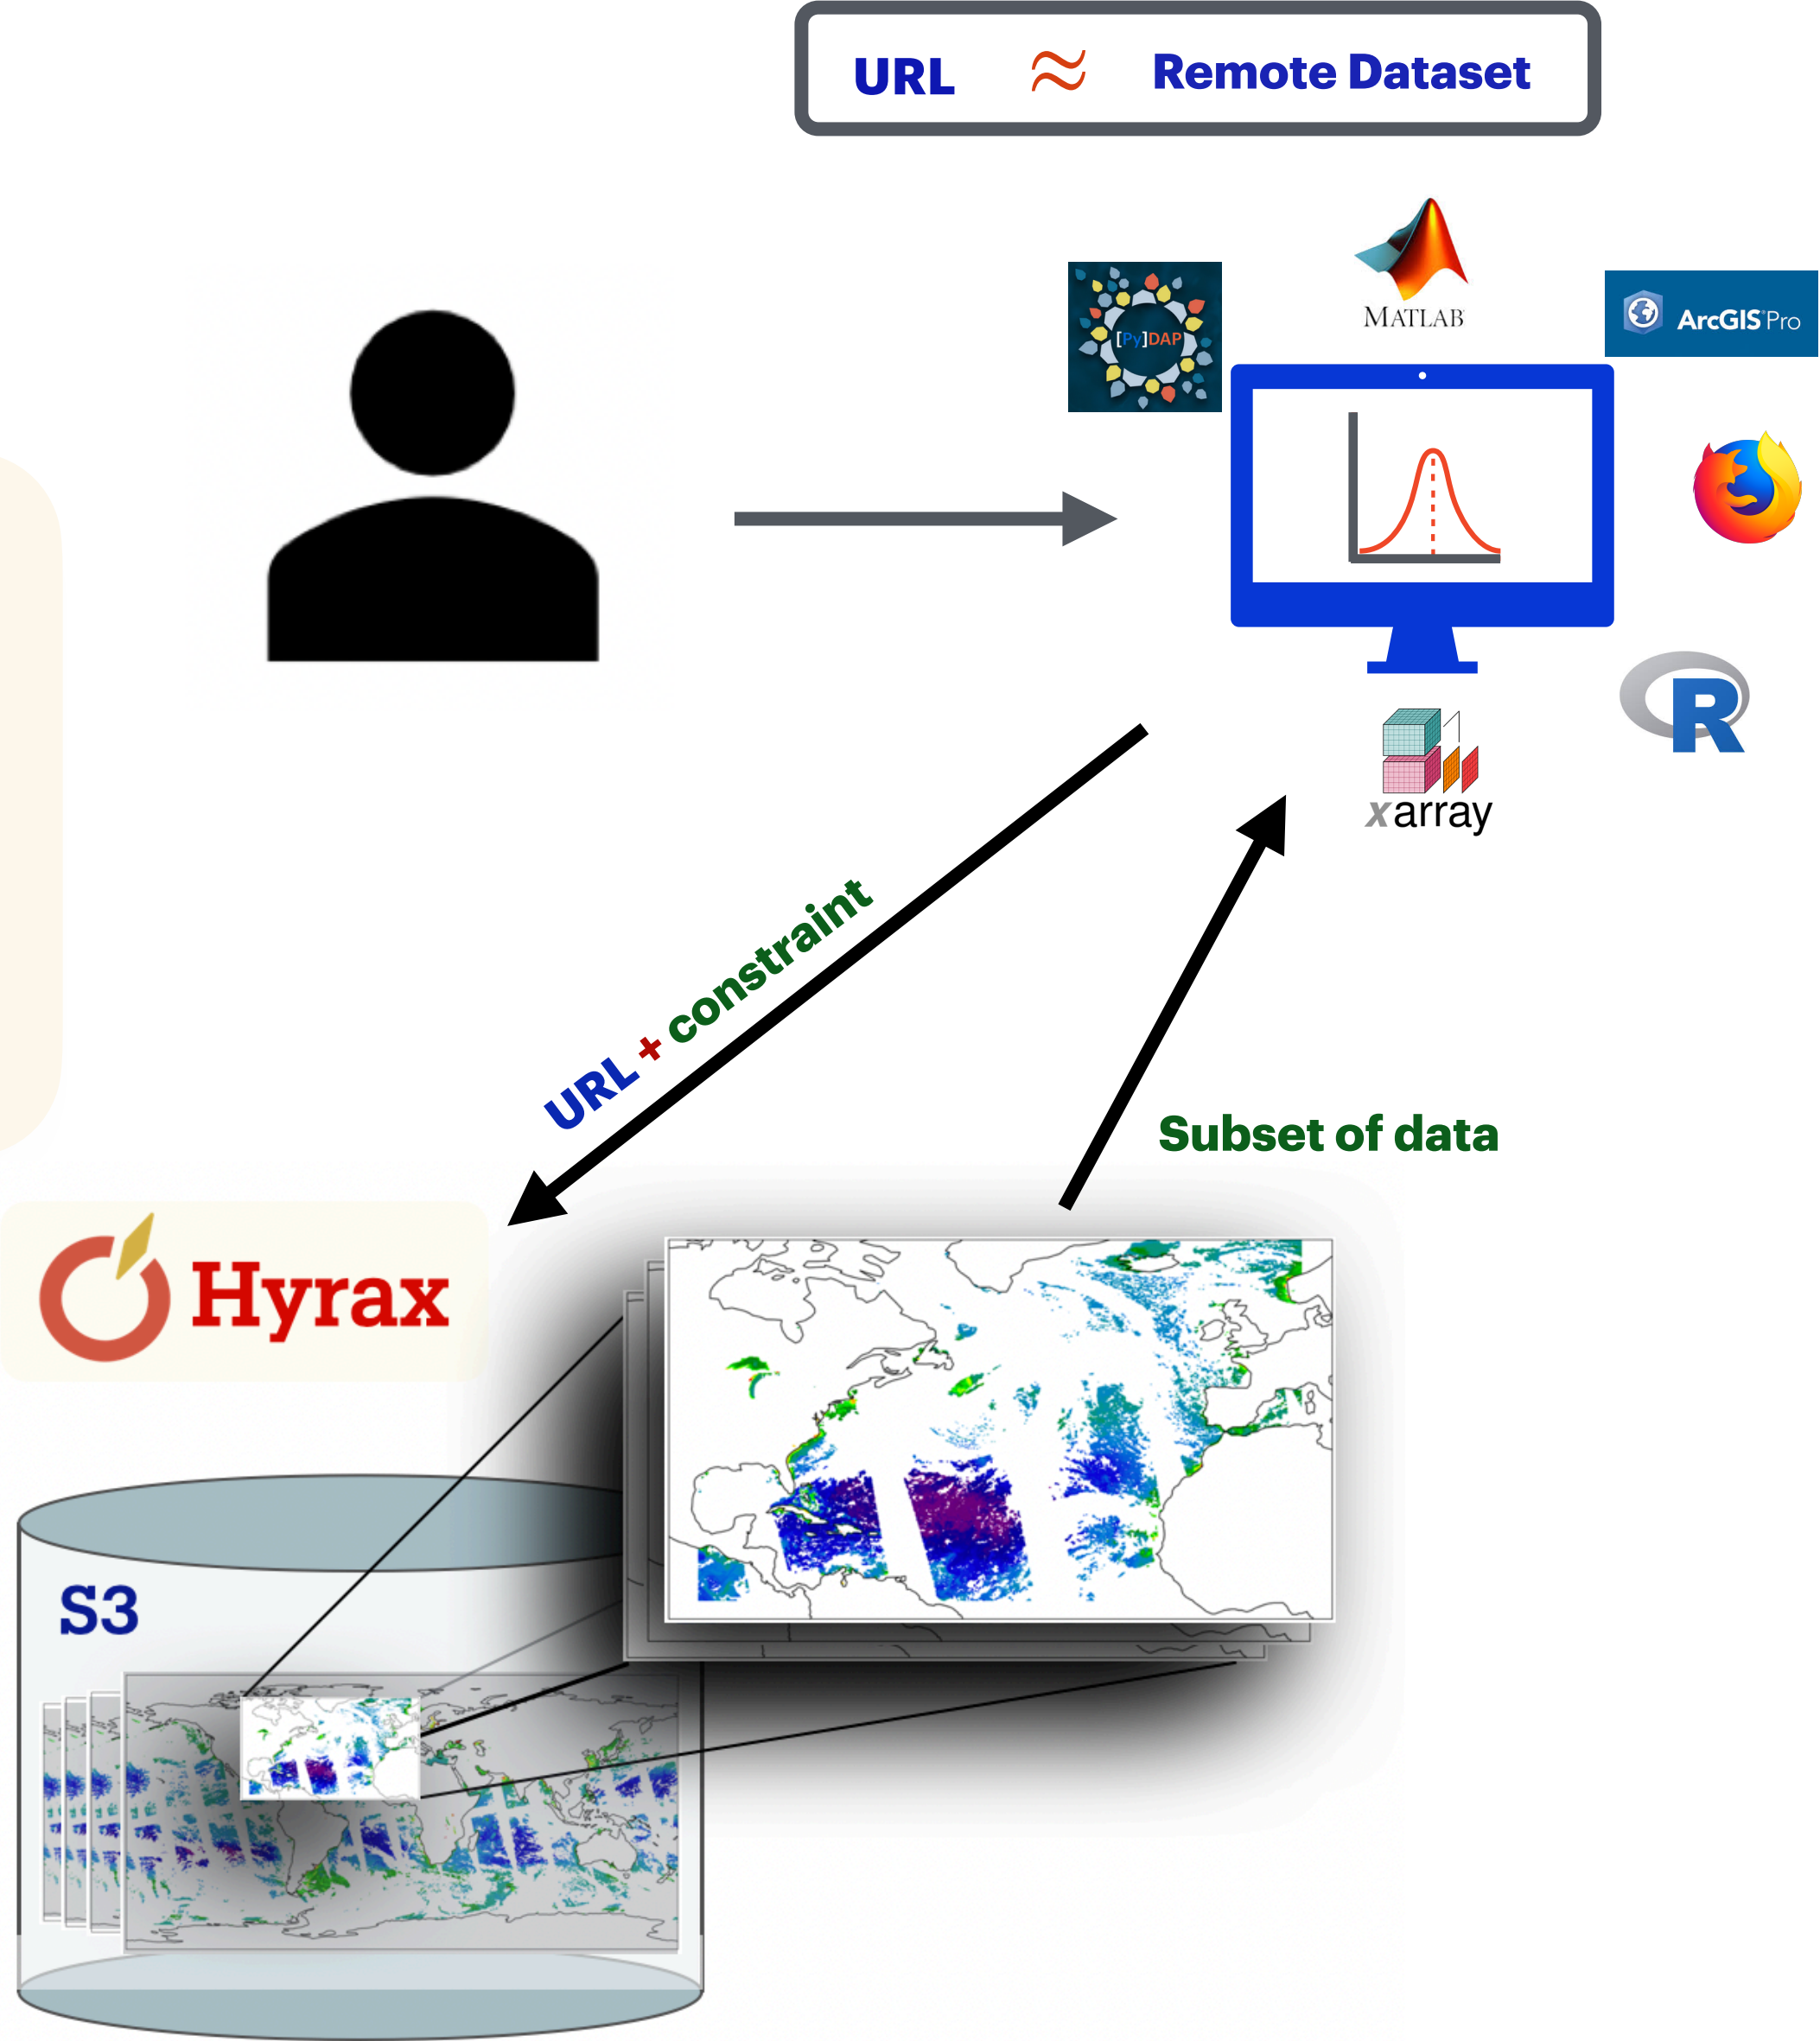 URL ≈ Remote Dataset
MATLAB
ArcGIS Pro
[Py]DAP
R
xarray
URL + constraint
Subset of data
Hyrax
S3